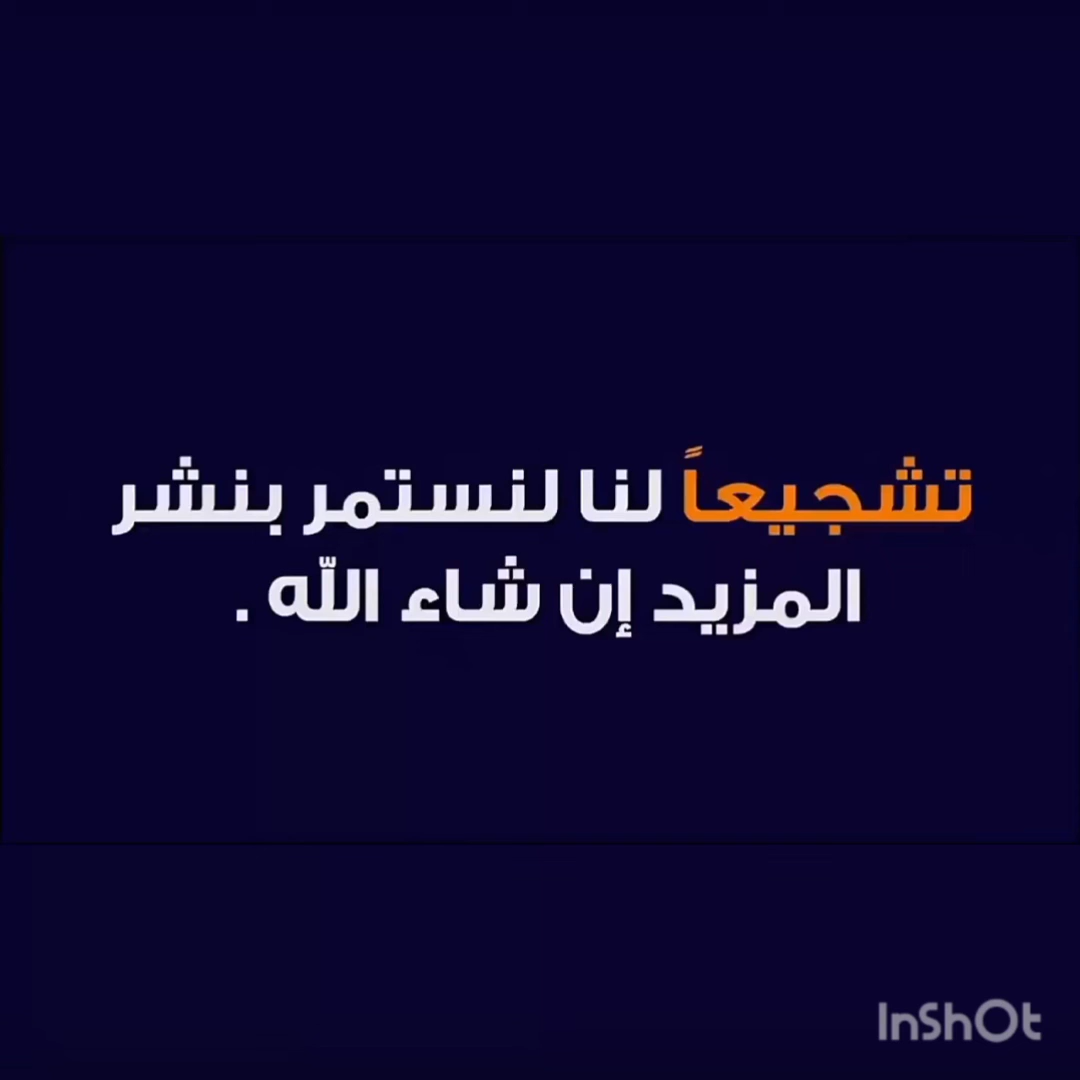 تشجيعاً لنا لنستمر بنشر
المزيد إن شاء الله .
InShOt